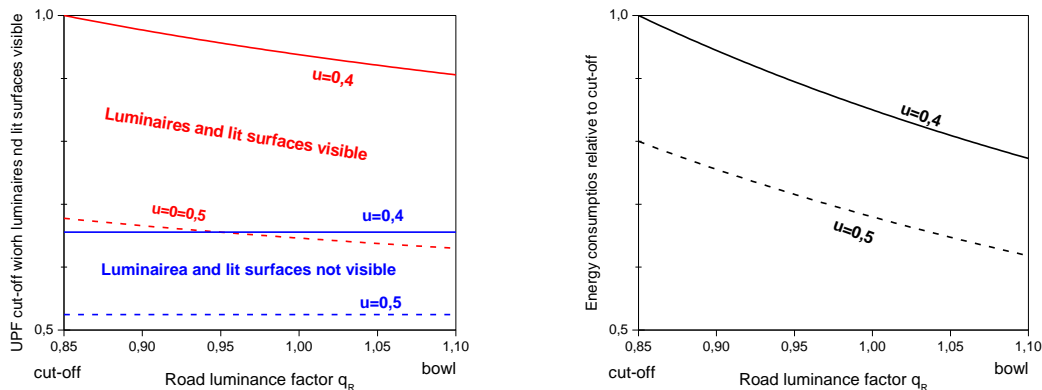 UPF cut-off wiorh luminaires nd lit surfaces visible
1,0
0,5
u=0,4
Luminaires and lit surfaces visible
u=0=0,5
u=0,4
Luminairea and lit surfaces not visible
u=0,5
0,85 0,90 0,95 1,00 1,05 1,10
cut-off Road luminance factor qR bowl
Energy consumptios relative to cut-off
1,0
0,5
u=0,4
u=0,5
0,85 0,90 0,95 1,00 1,05 1,10
cut-off Road luminance factor qR bowl